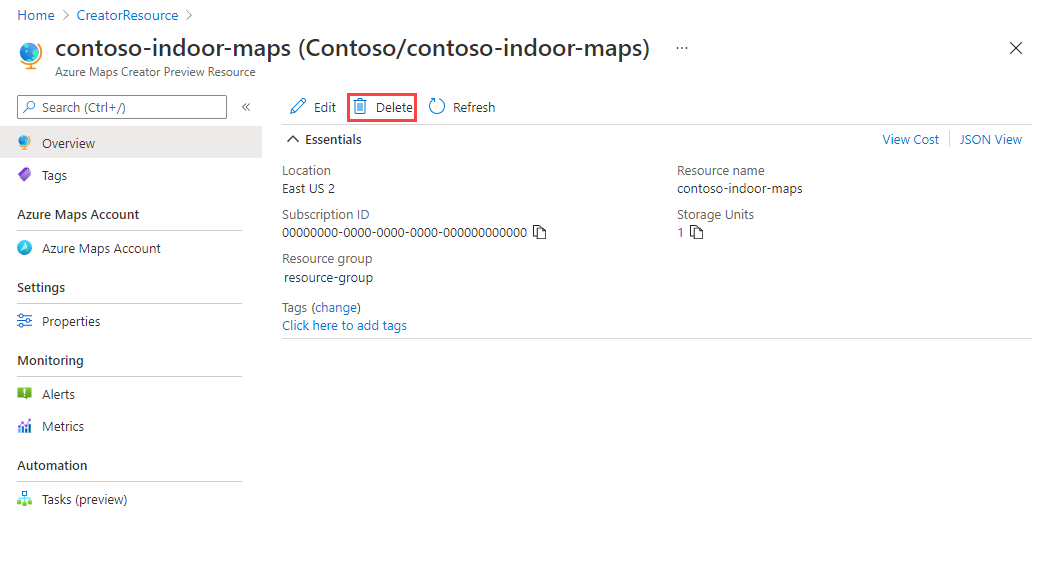 Home > CreatorResource >
contoso-indoor-maps (Contoso/contoso-indoor-maps) ...
Azure Maps Creator Preview Resource
Search (Ctrl+/) «
Edit Delete Refresh
Overview
Tags
Azure Maps Account
Azure Maps Account
Settings
Properties
Monitoring
Alerts
Metrics
Automation
Tasks (preview)
Essentials
View Cost JSON View
Location
East US 2
Subscription ID
00000000-0000-0000-0000-000000000000
Resource group
resource-group
Resource name
contoso-indoor-maps
Storage Units
1
Tags (change)
Click here to add tags